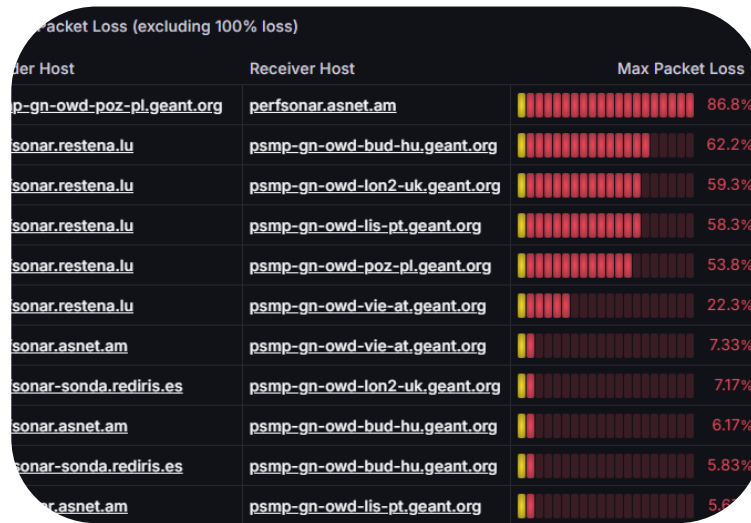 Packet Loss (excluding 100% loss)
der Host Receiver Host Max Packet Loss
p-gn-owd-poz-pl.geant.org perfsonar.asnet.am 86.8%
fsonar.restena.lu psmp-gn-owd-bud-hu.geant.org 62.2%
fsonar.restena.lu psmp-gn-owd-lon2-uk.geant.org 59.3%
fsonar.restena.lu psmp-gn-owd-lis-pt.geant.org 58.3%
fsonar.restena.lu psmp-gn-owd-poz-pl.geant.org 53.8%
fsonar.restena.lu psmp-gn-owd-vie-at.geant.org 22.3%
fsonar.asnet.am psmp-gn-owd-vie-at.geant.org 7.33%
fsonar-sonda.rediris.es psmp-gn-owd-lon2-uk.geant.org 7.17%
fsonar.asnet.am psmp-gn-owd-bud-hu.geant.org 6.17%
sonar-sonda.rediris.es psmp-gn-owd-bud-hu.geant.org 5.83%
r.asnet.am psmp-gn-owd-lis-pt.geant.org